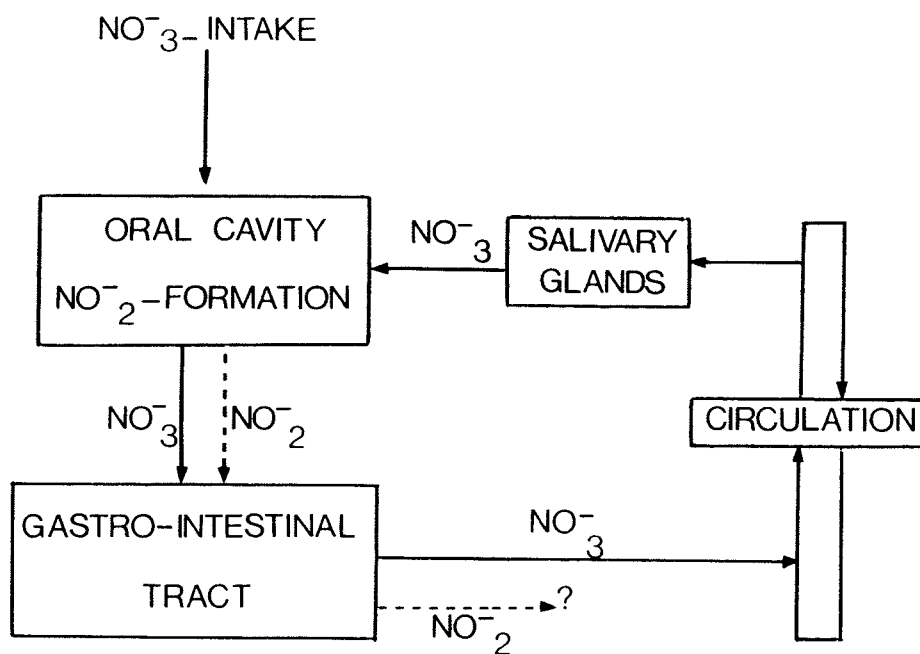 NO⁻₃- INTAKE
ORAL CAVITY
NO⁻₂-FORMATION
NO⁻₃
SALIVARY
GLANDS
NO⁻₃
NO⁻₂
CIRCULATION
GASTRO-INTESTINAL
TRACT
NO⁻₃
?
NO⁻₂